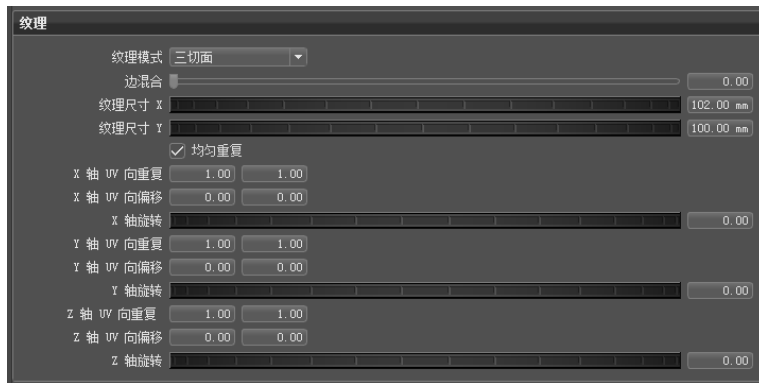 纹理
纹理模式 三切面
边混合 0.00
纹理尺寸 X 102.00 mm
纹理尺寸 Y 100.00 mm
均匀重复
X 轴 UV 向重复 1.00 1.00
X 轴 UV 向偏移 0.00 0.00
X 轴旋转 0.00
Y 轴 UV 向重复 1.00 1.00
Y 轴 UV 向偏移 0.00 0.00
Y 轴旋转 0.00
Z 轴 UV 向重复 1.00 1.00
Z 轴 UV 向偏移 0.00 0.00
Z 轴旋转 0.00